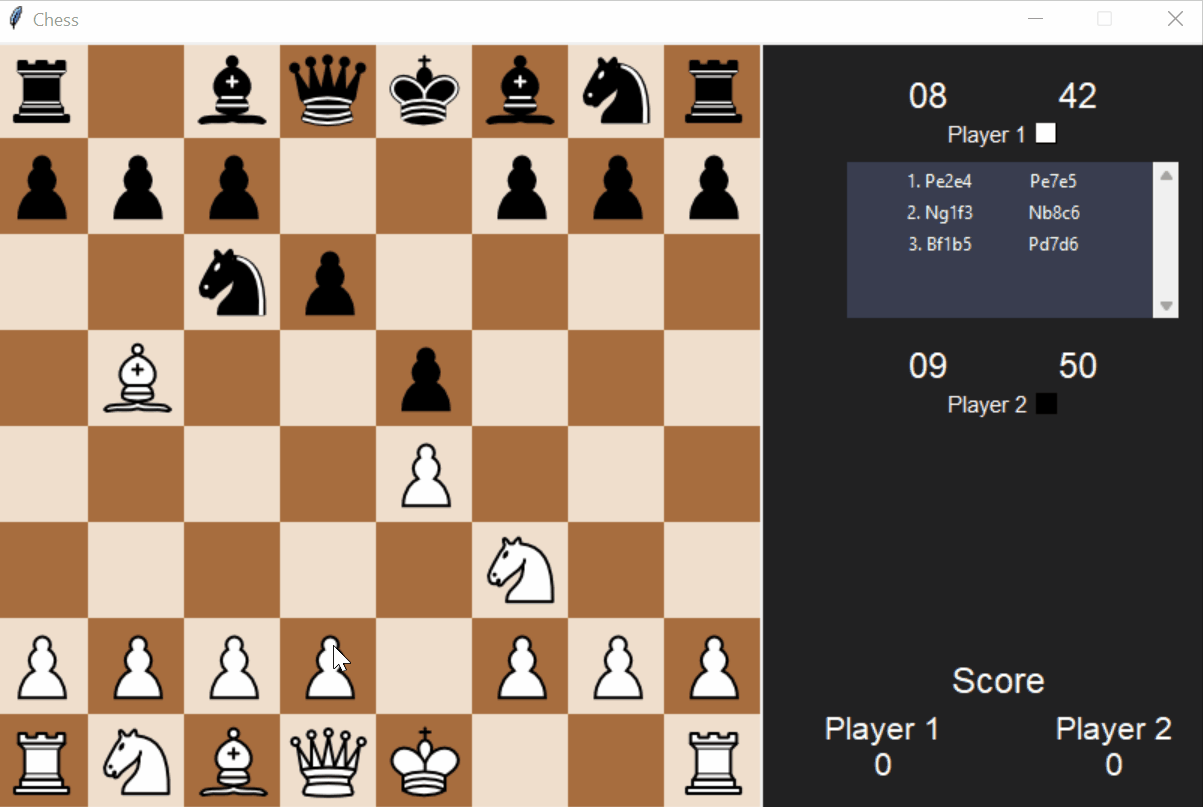 Chess
08 42
Player 1
1. Pe2e4 Pe7e5
2. Ng1f3 Nb8c6
3. Bf1b5 Pd7d6
09 50
Player 2
Score
Player 1 Player 2
0 0